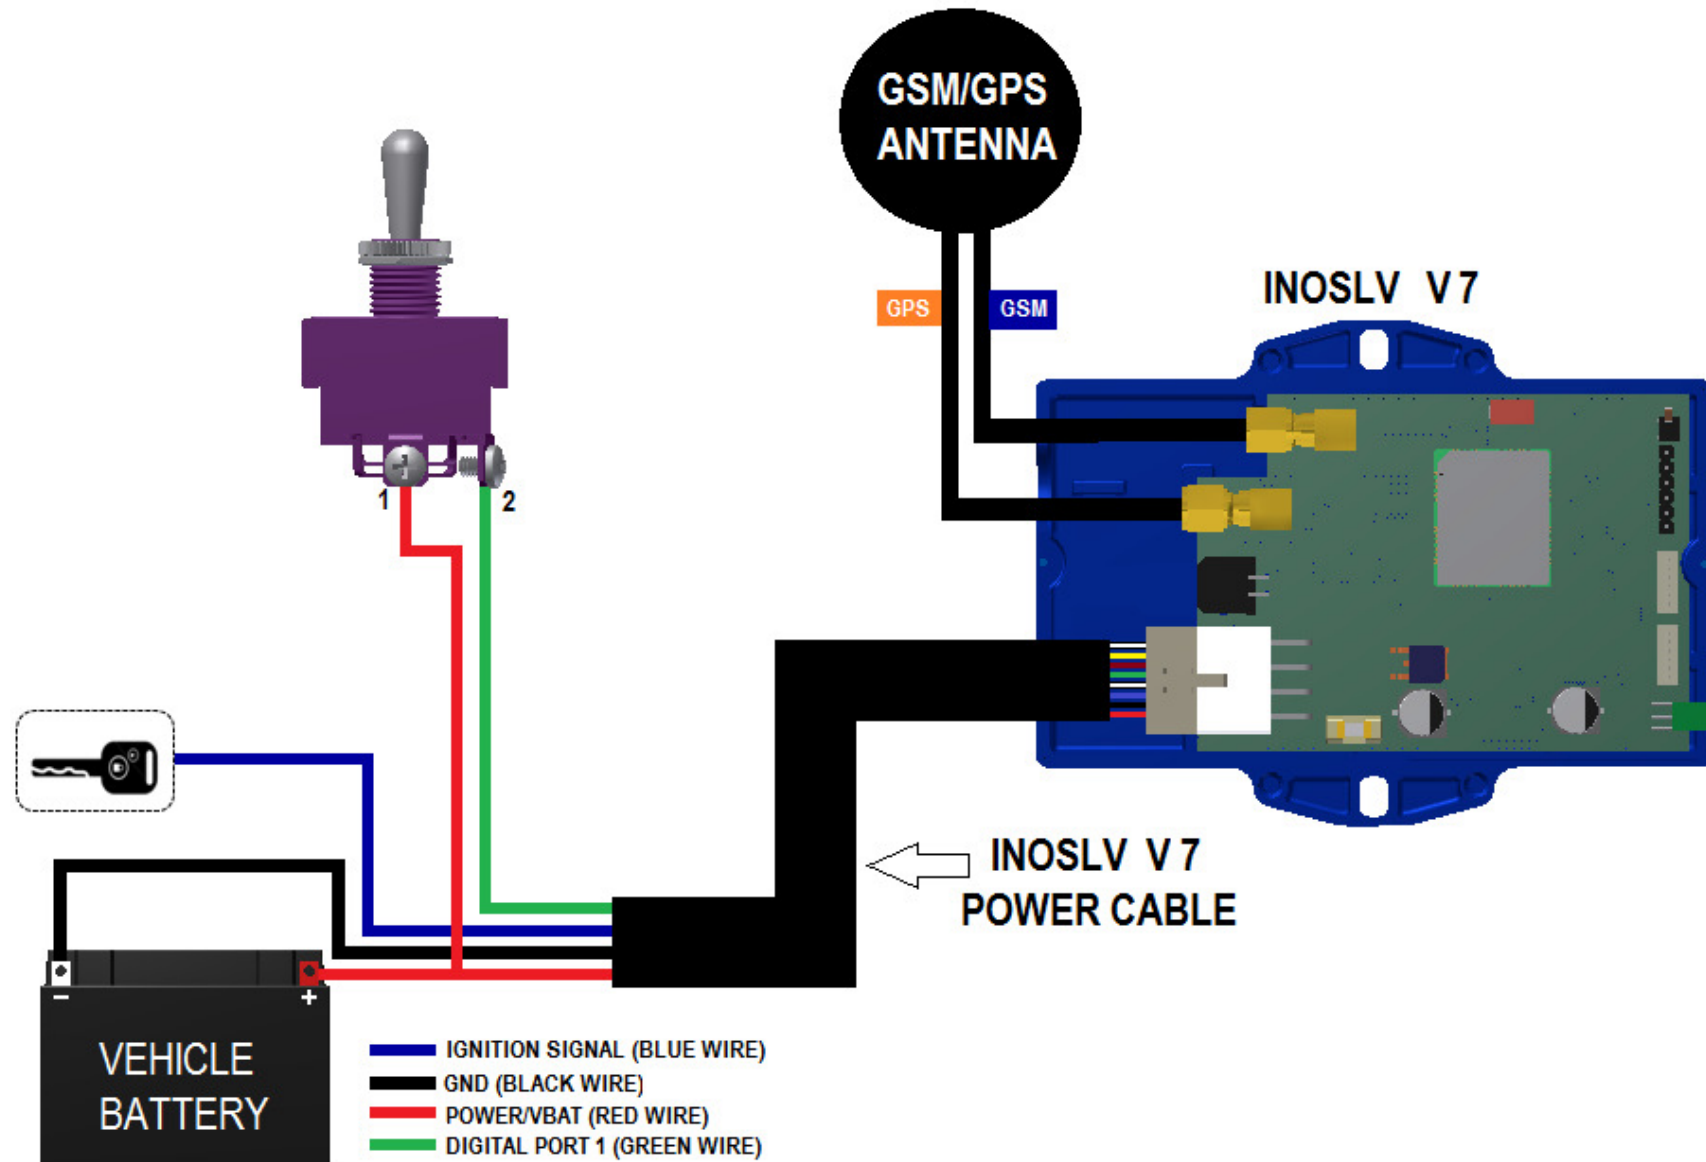 GSM/GPS
ANTENNA
GPS
GSM
INOSLV V7
1
2
INOSLV V7
POWER CABLE
-
+
VEHICLE
BATTERY
IGNITION SIGNAL (BLUE WIRE)
GND (BLACK WIRE)
POWER/VBAT (RED WIRE)
DIGITAL PORT 1 (GREEN WIRE)